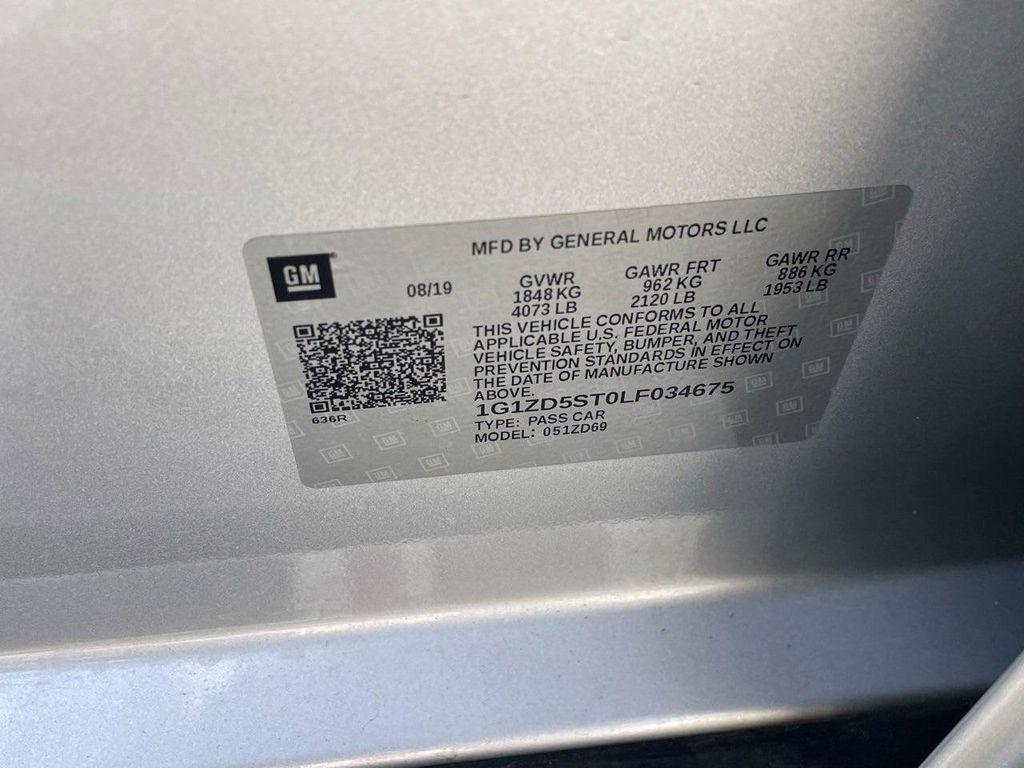 MFD BY GENERAL MOTORS LLC
GM
08/19
GVWR
1848 KG
4073 LB
GAWR FRT
962 KG
2120 LB
GAWR RR
886 KG
1953 LB
THIS VEHICLE CONFORMS TO ALL
APPLICABLE U.S. FEDERAL MOTOR
VEHICLE SAFETY, BUMPER, AND THEFT
PREVENTION STANDARDS IN EFFECT ON
THE DATE OF MANUFACTURE SHOWN
ABOVE.
1G1ZD5ST0LF034675
TYPE: PASS CAR
MODEL: 051ZD69
636R